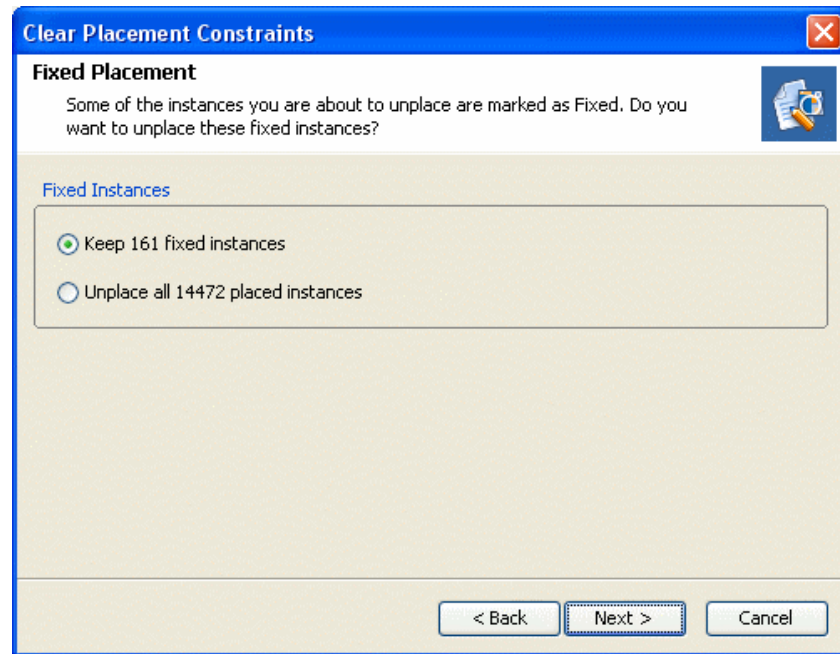 Clear Placement Constraints
Fixed Placement
Some of the instances you are about to unplace are marked as Fixed. Do you
want to unplace these fixed instances?
Fixed Instances
Keep 161 fixed instances
Unplace all 14472 placed instances
< Back
Next >
Cancel